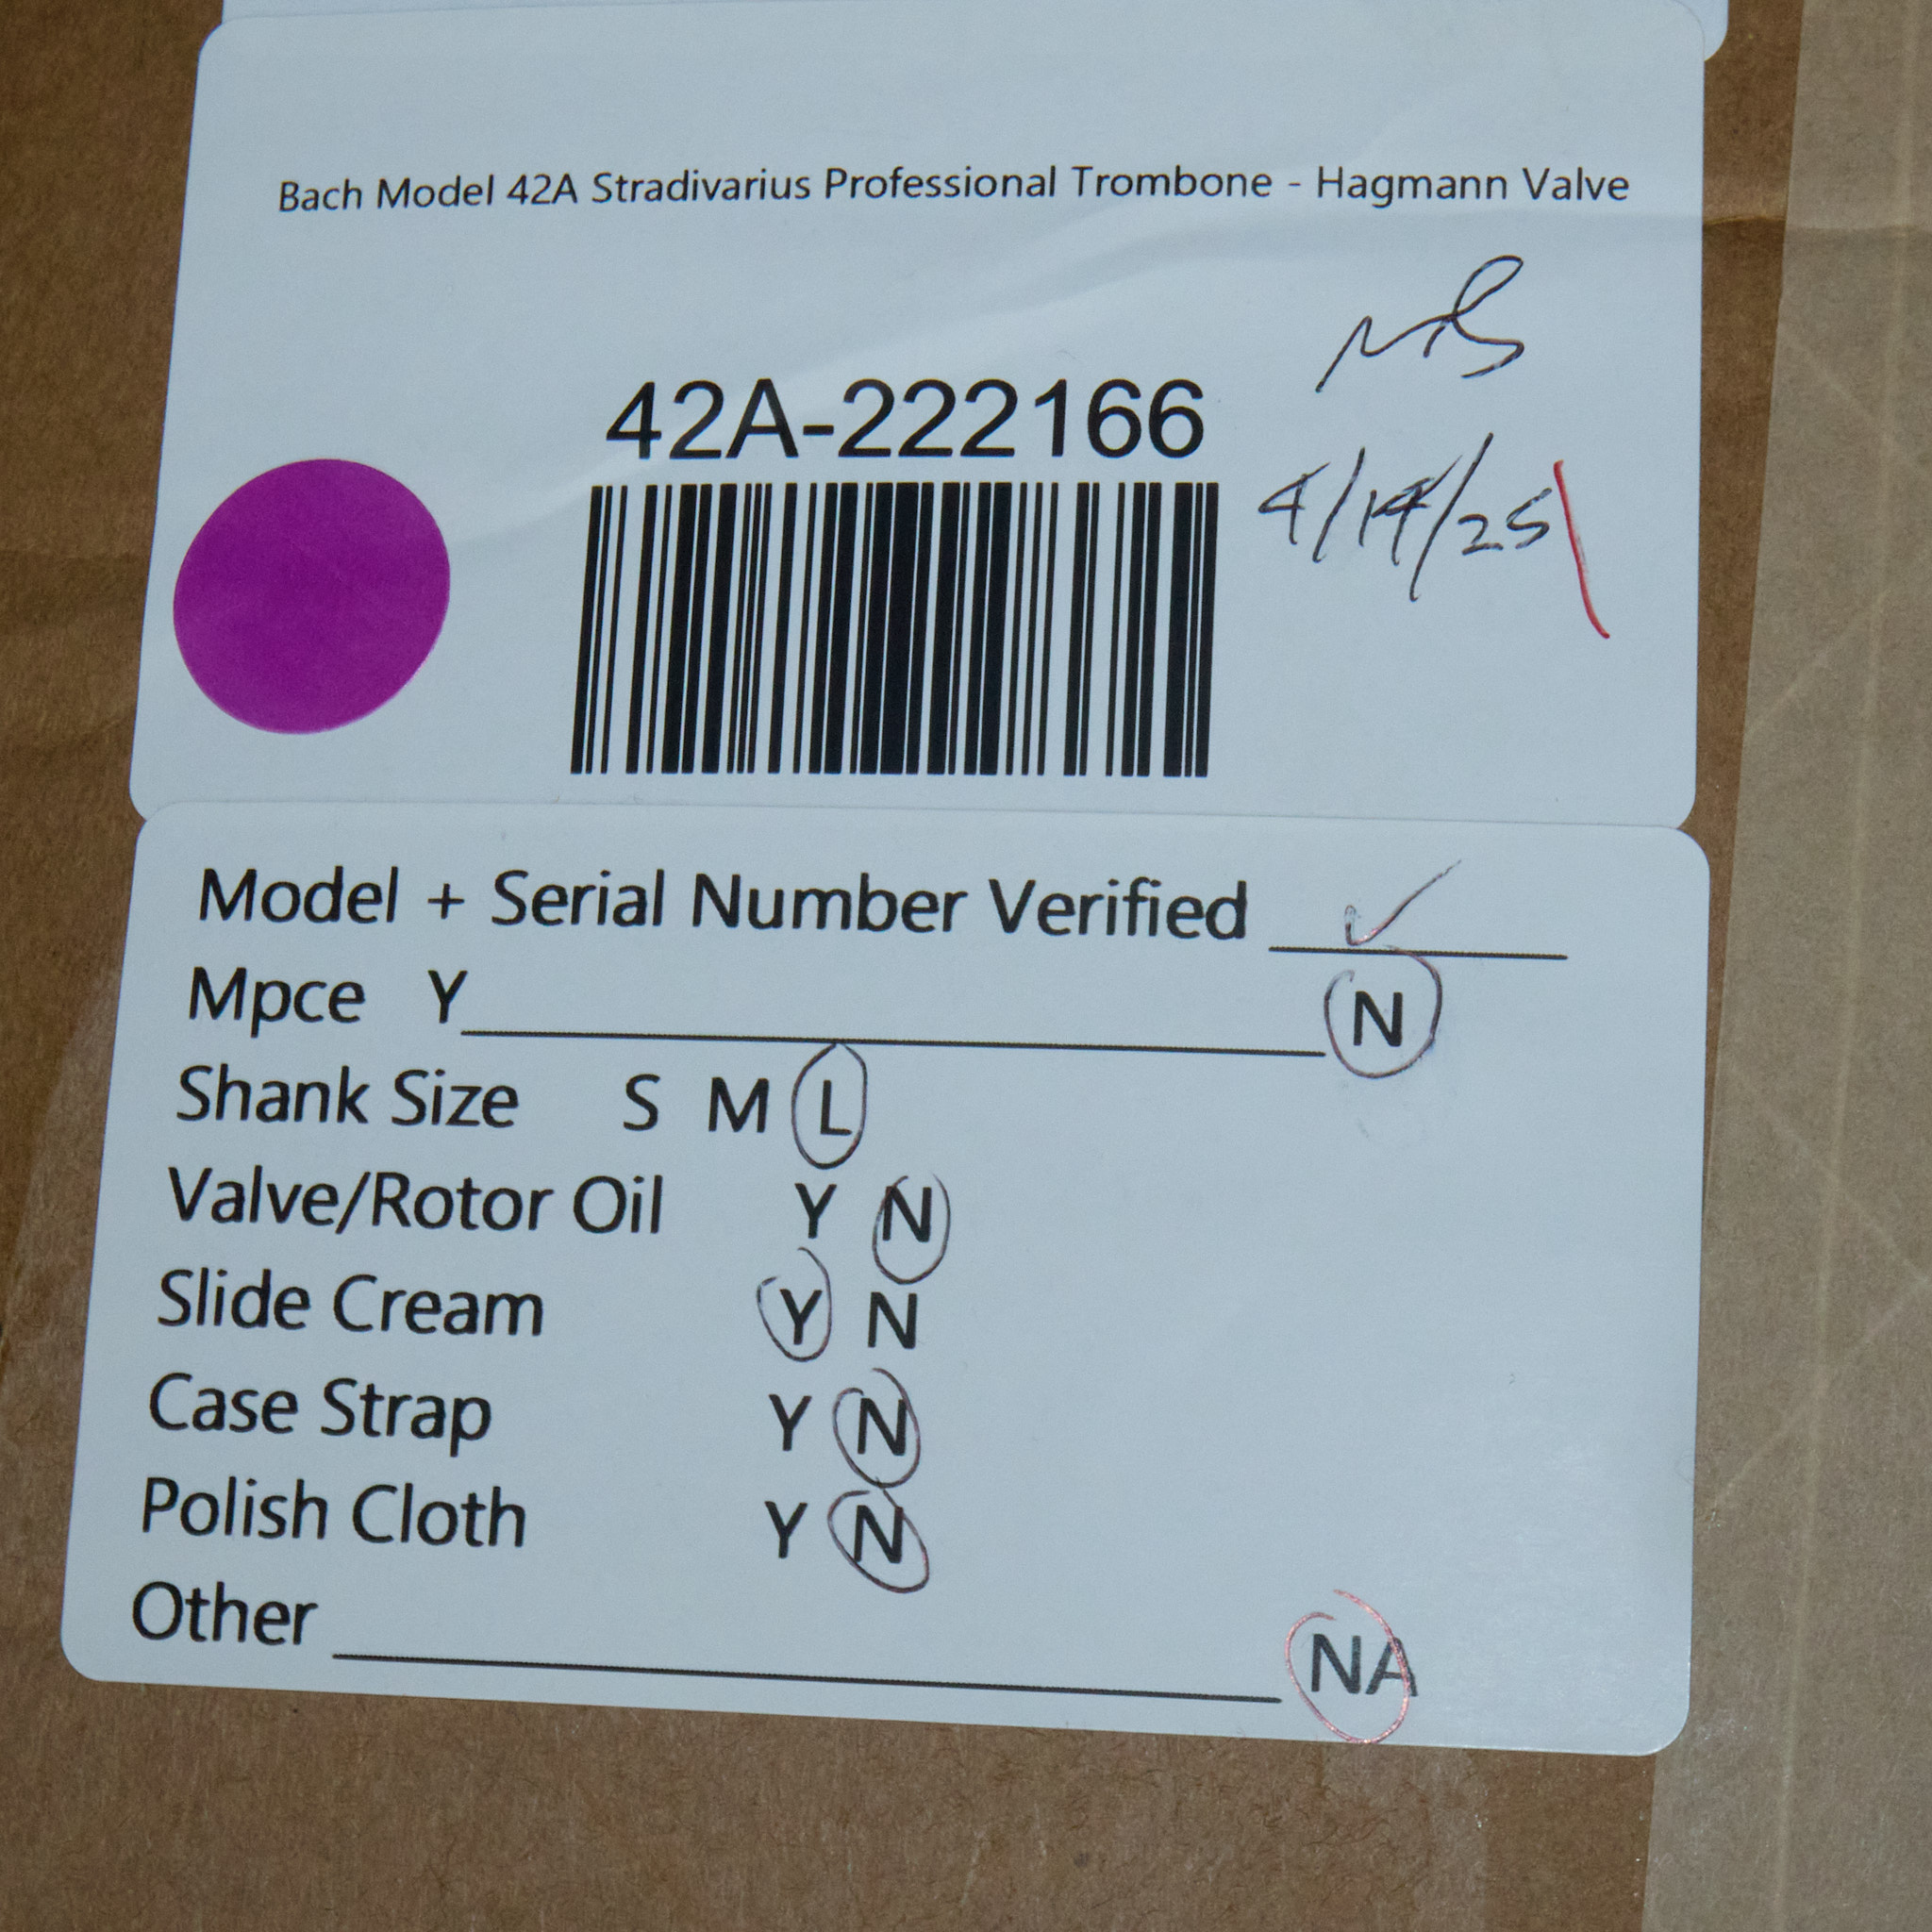 Bach Model 42A Stradivarius Professional Trombone - Hagmann Valve
42A-222166
4/14/25
Model + Serial Number Verified ✓
Mpce Y N
Shank Size S M L
Valve/Rotor Oil Y N
Slide Cream Y N
Case Strap Y N
Polish Cloth Y N
Other NA